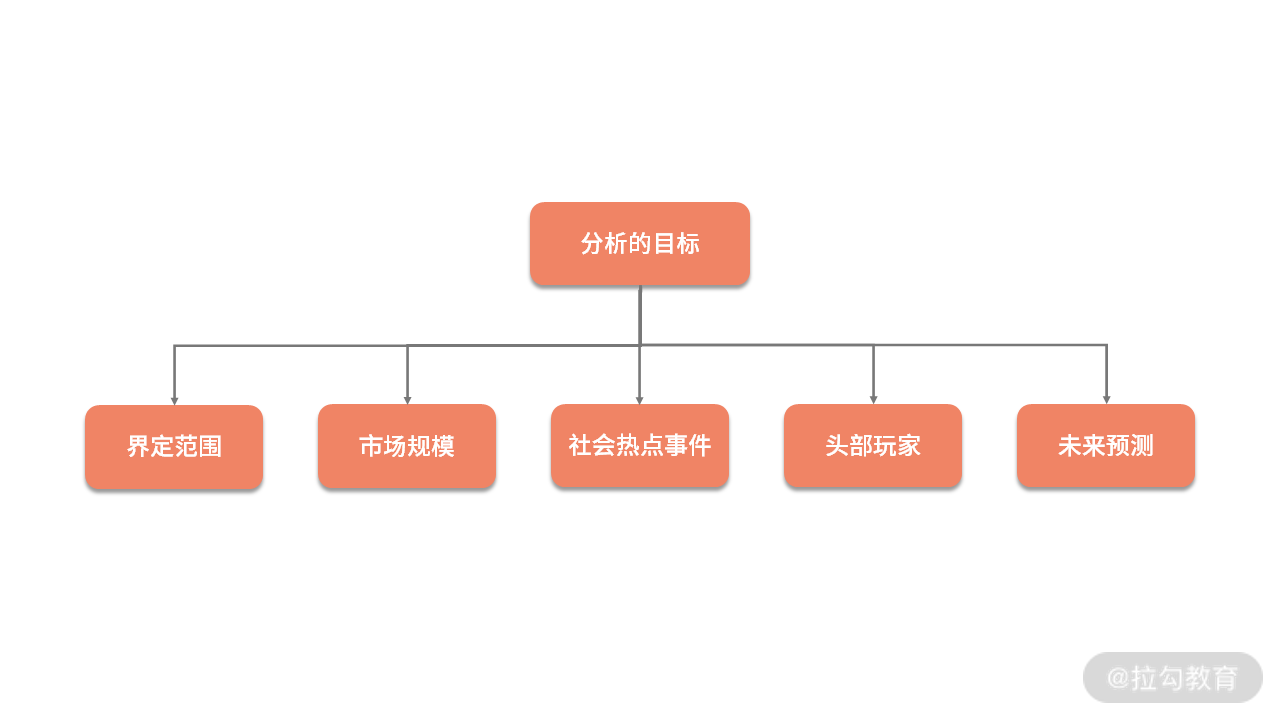 分析的目标
界定范围
市场规模
社会热点事件
头部玩家
未来预测
@拉勾教育